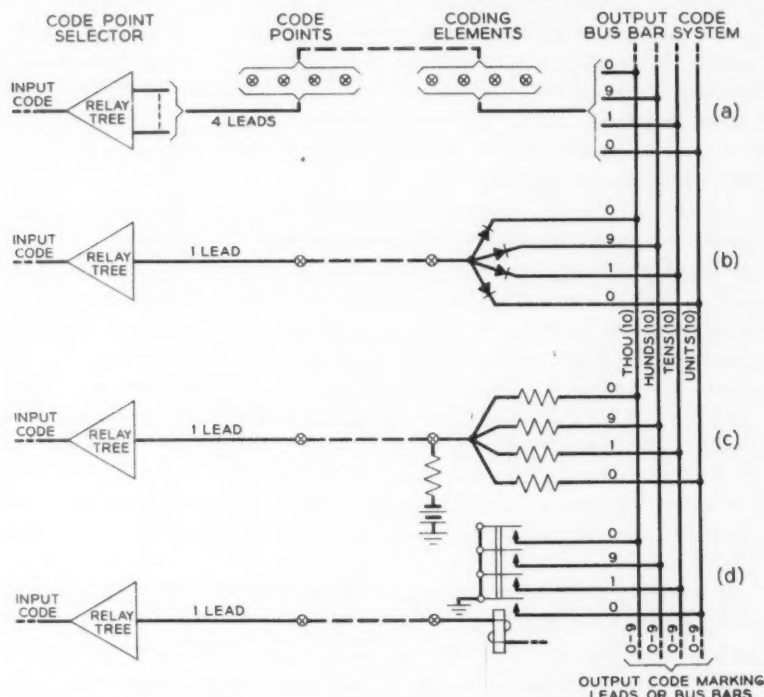 CODE POINT
SELECTOR
CODE
POINTS
CODING
ELEMENTS
OUTPUT CODE
BUS BAR SYSTEM
INPUT
CODE
RELAY
TREE
4 LEADS
0
9
1
0
(a)
INPUT
CODE
RELAY
TREE
1 LEAD
0
9
1
0
(b)
THOU (10)
HUNDS (10)
TENS (10)
UNITS (10)
INPUT
CODE
RELAY
TREE
1 LEAD
0
9
1
0
(c)
INPUT
CODE
RELAY
TREE
1 LEAD
0
9
1
0
(d)
0-9
0-9
0-9
0-9
OUTPUT CODE MARKING
LEADS OR BUS BARS